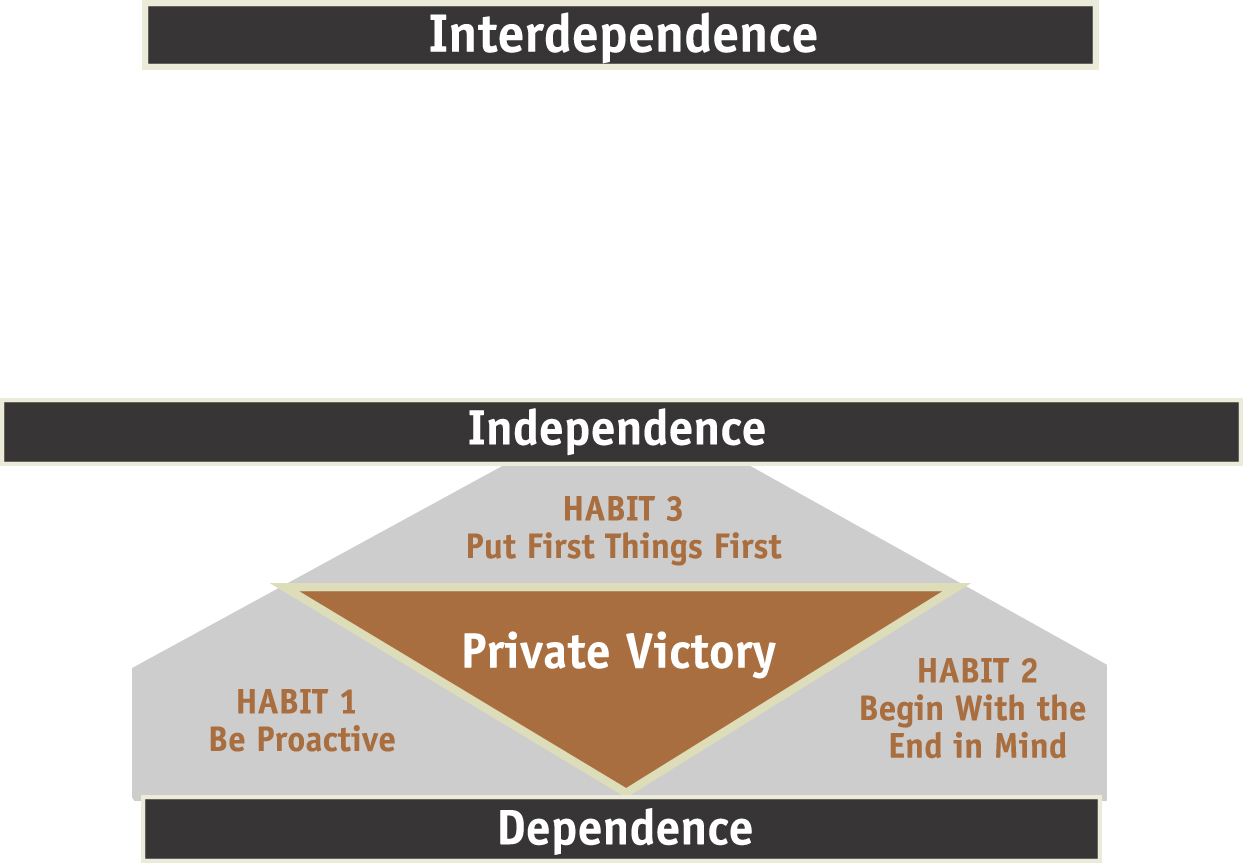 Interdependence
Independence
HABIT 3
Put First Things First
Private Victory
HABIT 1
Be Proactive
HABIT 2
Begin With the
End in Mind
Dependence